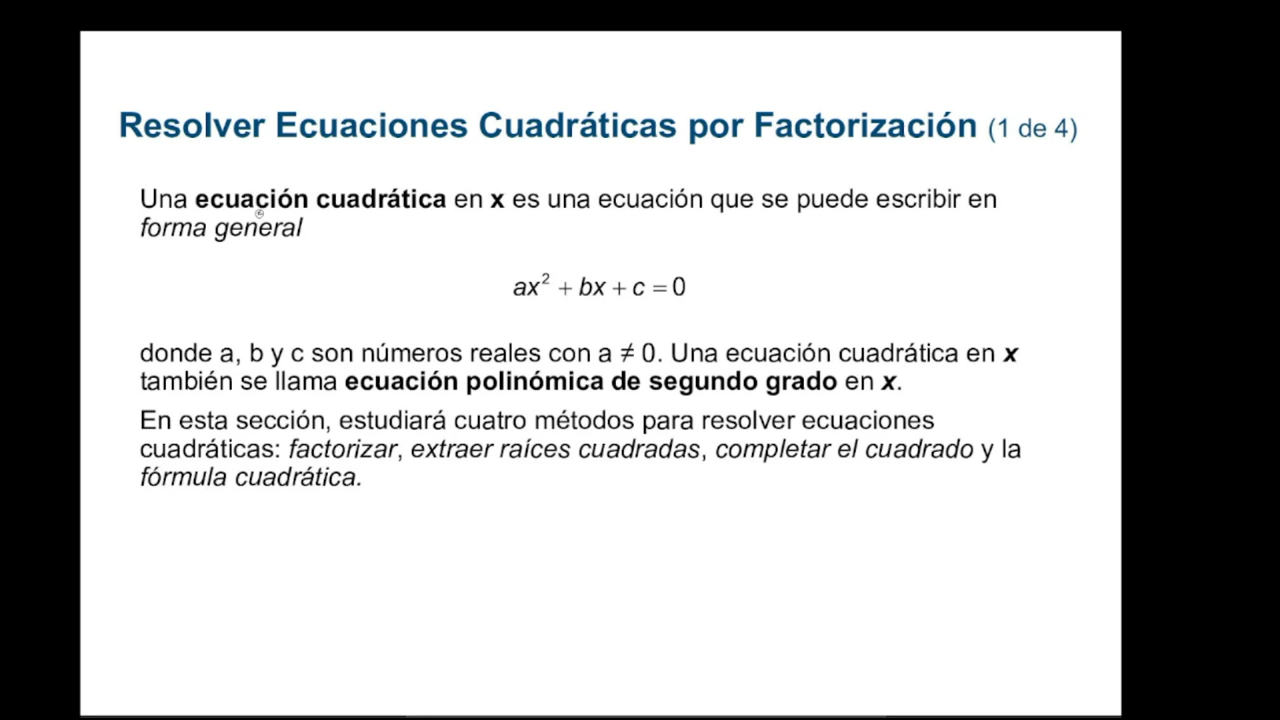 Resolver Ecuaciones Cuadráticas por Factorización (1 de 4)
Una ecuación cuadrática en x es una ecuación que se puede escribir en
forma general
ax² + bx + c = 0
donde a, b y c son números reales con a ≠ 0. Una ecuación cuadrática en x
también se llama ecuación polinómica de segundo grado en x.
En esta sección, estudiará cuatro métodos para resolver ecuaciones
cuadráticas: factorizar, extraer raíces cuadradas, completar el cuadrado y la
fórmula cuadrática.